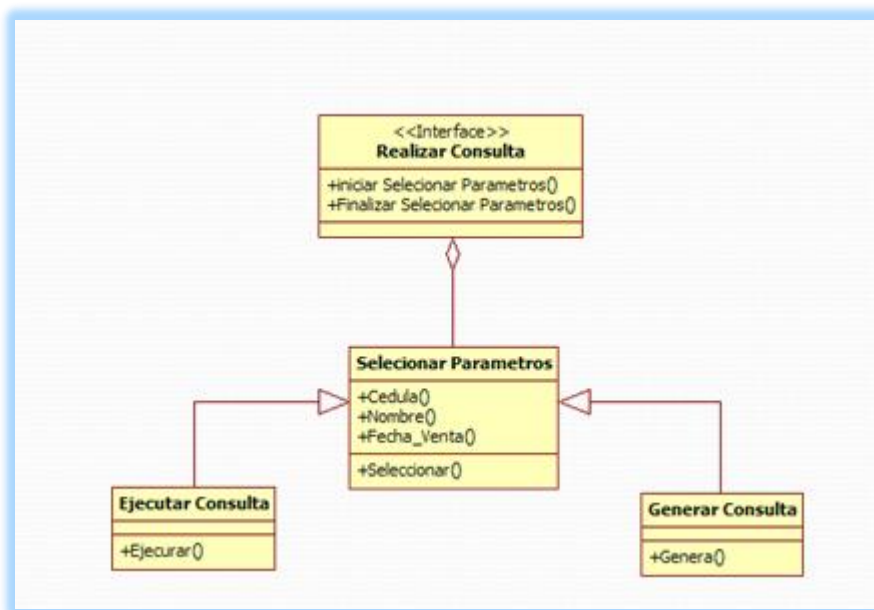 <<Interface>>
Realizar Consulta
+iniciar Selecionar Parametros()
+Finalizar Selecionar Parametros()
Selecionar Parametros
+Cedula()
+Nombre()
+Fecha_Venta()
+Seleccionar()
Ejecutar Consulta
+Ejecurar()
Generar Consulta
+Genera()